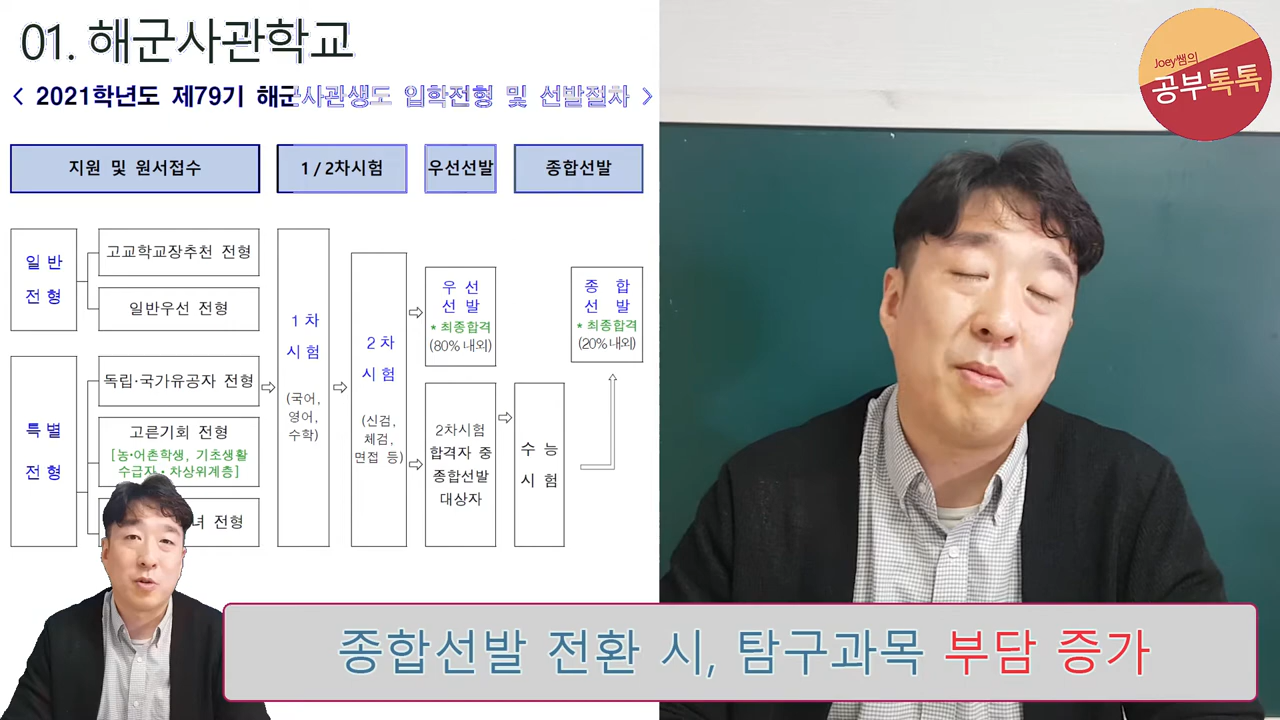 01. 해군사관학교
< 2021학년도 제79기 해군사관생도 입학전형 및 선발절차 >
지원 및 원서접수
1 / 2차시험
우선선발
종합선발
일 반
전 형
고교학교장추천 전형
일반우선 전형
특 별
전 형
독립·국가유공자 전형
고른기회 전형
[농·어촌학생, 기초생활
수급자·차상위계층]
녀 전형
1 차
시 험
(국어,
영어,
수학)
2 차
시 험
(신검,
체검,
면접 등)
우 선
선 발
* 최종합격
(80% 내외)
2차시험
합격자 중
종합선발
대상자
수 능
시 험
종 합
선 발
* 최종합격
(20% 내외)
Joey쌤의
공부톡톡
종합선발 전환 시, 탐구과목 부담 증가